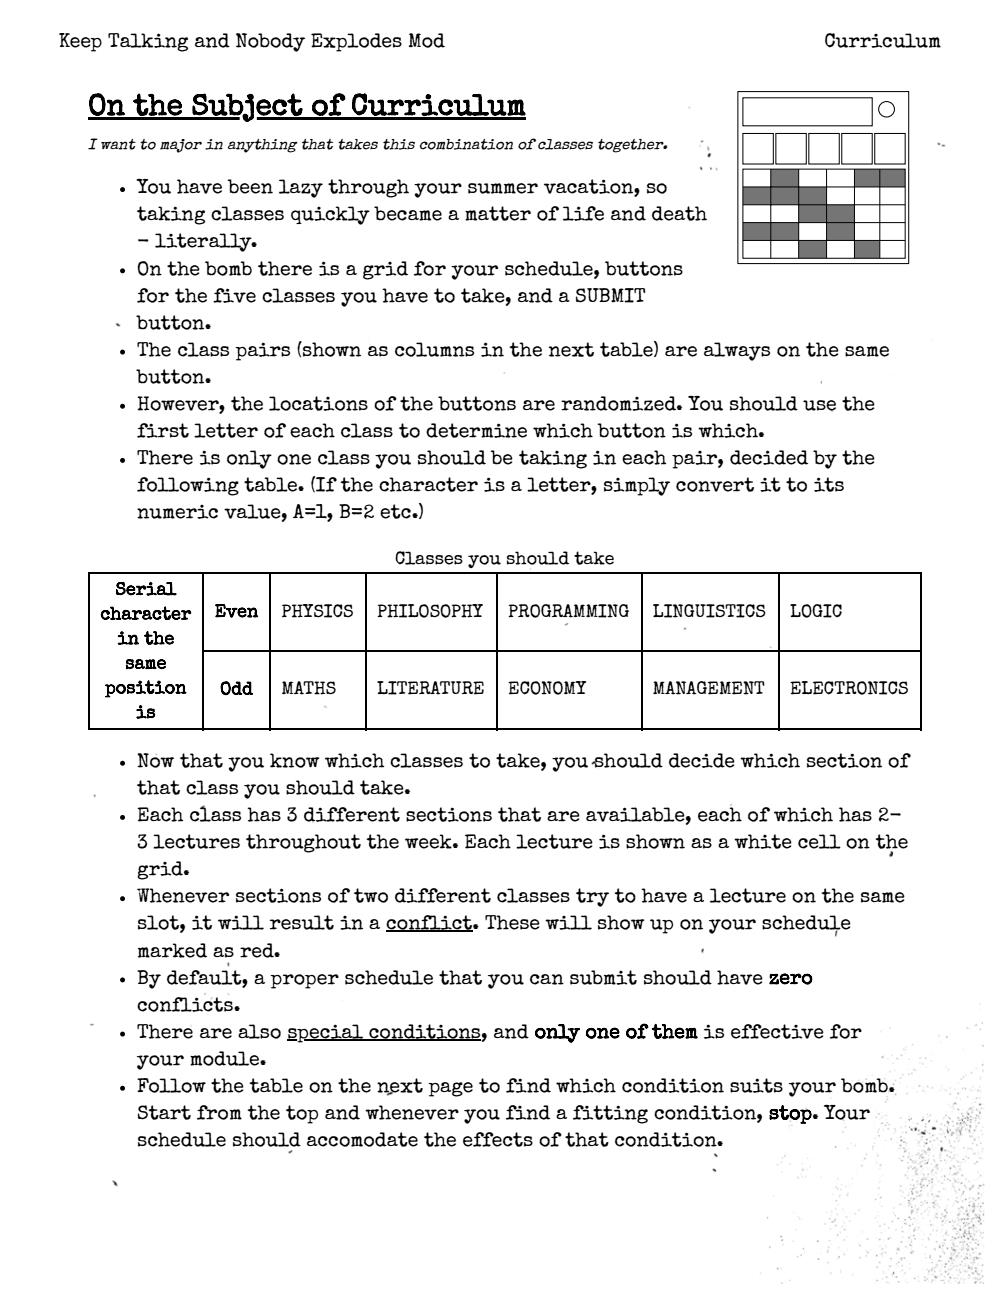 Keep Talking and Nobody Explodes Mod Curriculum
On the Subject of Curriculum
I want to major in anything that takes this combination of classes together.
• You have been lazy through your summer vacation, so
taking classes quickly became a matter of life and death
– literally.
• On the bomb there is a grid for your schedule, buttons
for the five classes you have to take, and a SUBMIT
button.
• The class pairs (shown as columns in the next table) are always on the same
button.
• However, the locations of the buttons are randomized. You should use the
first letter of each class to determine which button is which.
• There is only one class you should be taking in each pair, decided by the
following table. (If the character is a letter, simply convert it to its
numeric value, A=1, B=2 etc.)
Classes you should take
Serial
character
in the
same
position
is
Even PHYSICS PHILOSOPHY PROGRAMMING LINGUISTICS LOGIC
Odd MATHS LITERATURE ECONOMY MANAGEMENT ELECTRONICS
• Now that you know which classes to take, you should decide which section of
that class you should take.
• Each class has 3 different sections that are available, each of which has 2–
3 lectures throughout the week. Each lecture is shown as a white cell on the
grid.
• Whenever sections of two different classes try to have a lecture on the same
slot, it will result in a conflict. These will show up on your schedule
marked as red.
• By default, a proper schedule that you can submit should have zero
conflicts.
• There are also special conditions, and only one of them is effective for
your module.
• Follow the table on the next page to find which condition suits your bomb.
Start from the top and whenever you find a fitting condition, stop. Your
schedule should accomodate the effects of that condition.